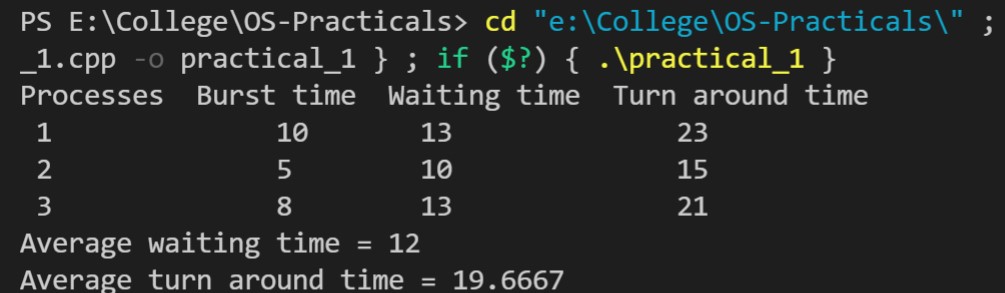 PS E:\College\OS-Practicals> cd "e:\College\OS-Practicals\" ;
_1.cpp -o practical_1 } ; if ($?) { .\practical_1 }
Processes  Burst time  Waiting time  Turn around time
1 10 13 23
2 5 10 15
3 8 13 21
Average waiting time = 12
Average turn around time = 19.6667